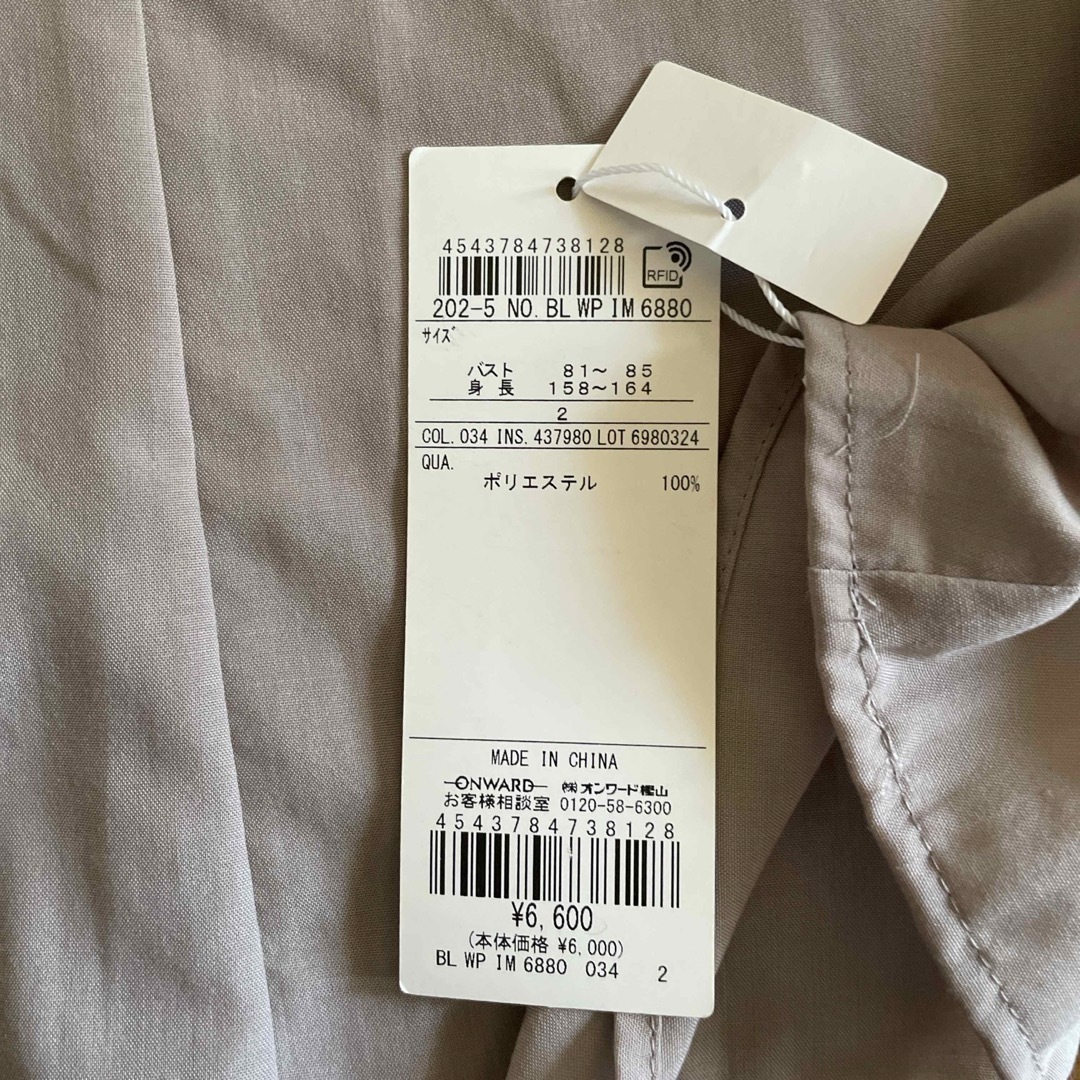 4543784738128
RFID
202-5 NO. BL WP IM 6880
サイズ
バスト 81～ 85
身 長 158～164
2
COL. 034 INS. 437980 LOT 6980324
QUA.
ポリエステル 100%
MADE IN CHINA
ONWARD ㈱オンワード樫山
お客様相談室 0120-58-6300
4543784738128
¥6,600
(本体価格 ¥6,000)
BL WP IM 6880 034 2